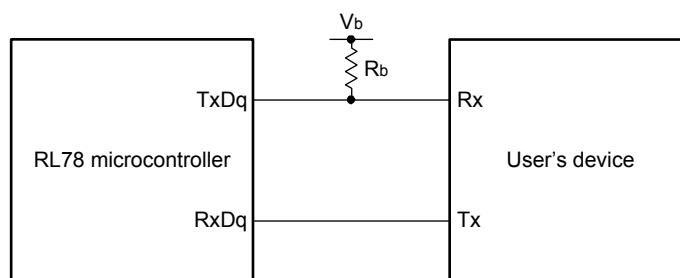 Vb
Rb
TxDq
Rx
RL78 microcontroller
User's device
RxDq
Tx